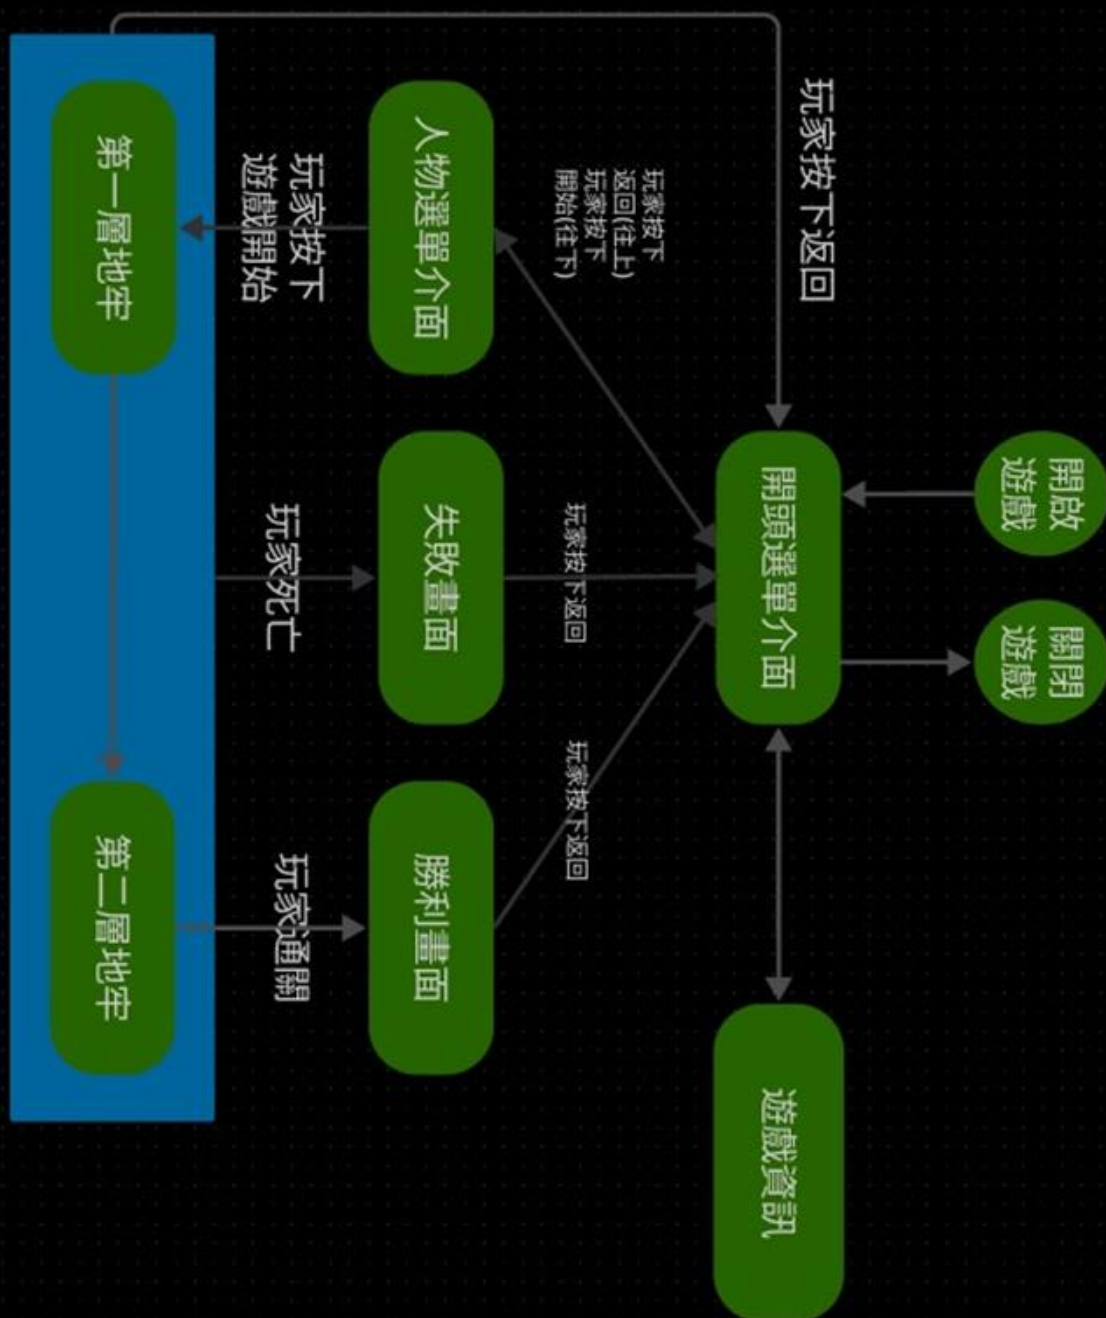 開啟
遊戲
關閉
遊戲
玩家按下返回
開頭選單介面
遊戲資訊
玩家按下
返回(往上)
玩家按下
開始(往下)
玩家按下返回
玩家按下返回
人物選單介面
失敗畫面
勝利畫面
玩家按下
遊戲開始
玩家死亡
玩家通關
第一層地牢
第二層地牢